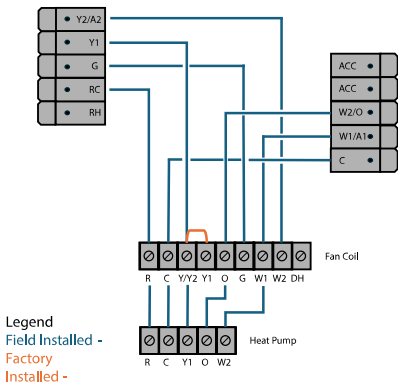 Y2/A2
Y1
G
RC
RH
ACC
ACC
W2/O
W1/A1
C
R C Y/Y2 Y1 O G W1 W2 DH
Fan Coil
R C Y1 O W2
Heat Pump
Legend
Field Installed -
Factory
Installed -